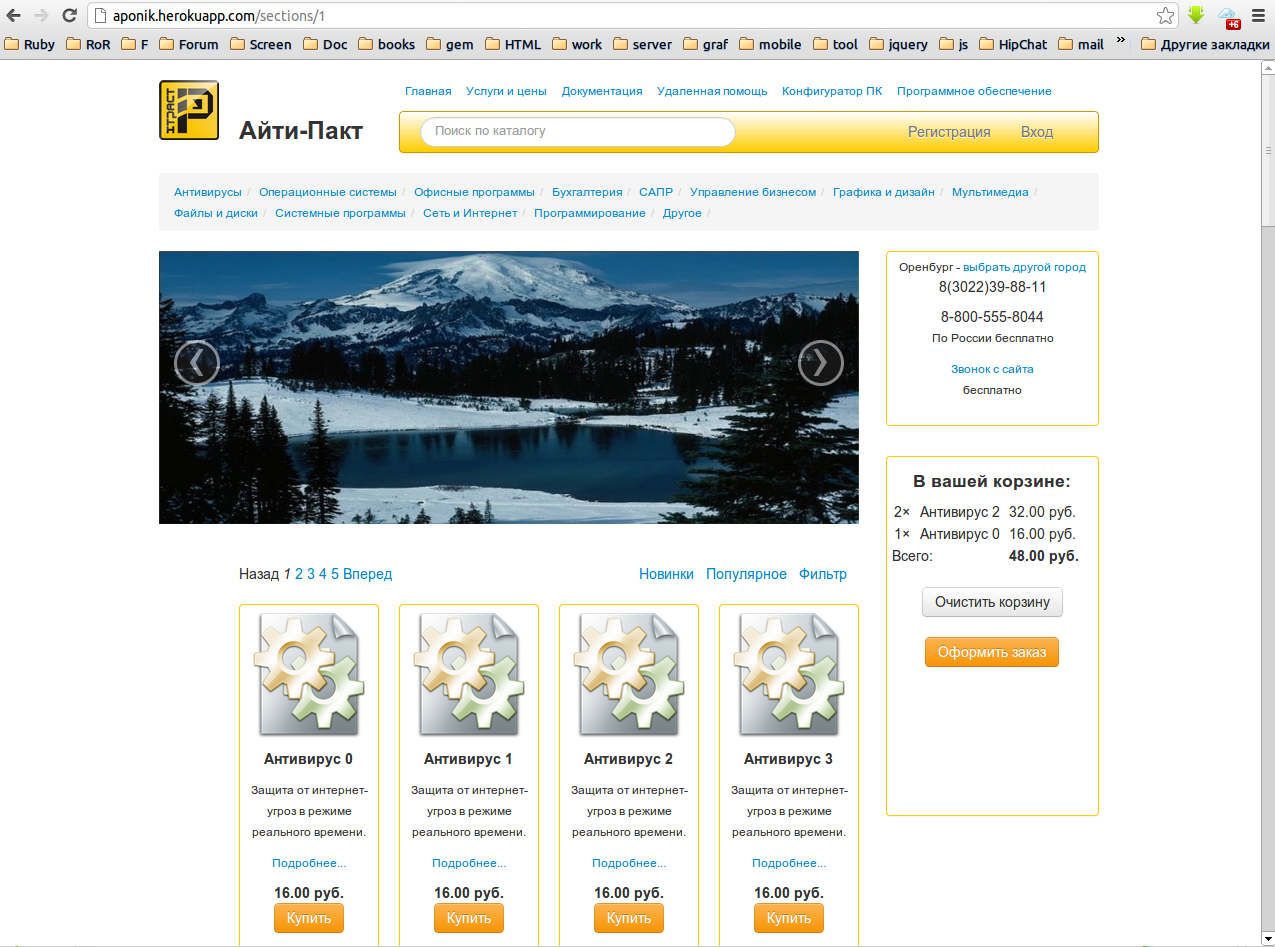 aponik.herokuapp.com/sections/1
Ruby RoR F Forum Screen Doc books gem HTML work server graf mobile tool jquery js HipChat mail » Другие закладки
+6
Главная Услуги и цены Документация Удаленная помощь Конфигуратор ПК Программное обеспечение
Айти-Пакт
Поиск по каталогу Регистрация Вход
Антивирусы / Операционные системы / Офисные программы / Бухгалтерия / САПР / Управление бизнесом / Графика и дизайн / Мультимедиа /
Файлы и диски / Системные программы / Сеть и Интернет / Программирование / Другое /
Оренбург - выбрать другой город
8(3022)39-88-11
8-800-555-8044
По России бесплатно
Звонок с сайта
бесплатно
В вашей корзине:
2× Антивирус 2 32.00 руб.
1× Антивирус 0 16.00 руб.
Всего: 48.00 руб.
Очистить корзину
Оформить заказ
Назад 1 2 3 4 5 Вперед Новинки Популярное Фильтр
Антивирус 0 Антивирус 1 Антивирус 2 Антивирус 3
Защита от интернет- Защита от интернет- Защита от интернет- Защита от интернет-
угроз в режиме угроз в режиме угроз в режиме угроз в режиме
реального времени. реального времени. реального времени. реального времени.
Подробнее... Подробнее... Подробнее... Подробнее...
16.00 руб. 16.00 руб. 16.00 руб. 16.00 руб.
Купить Купить Купить Купить